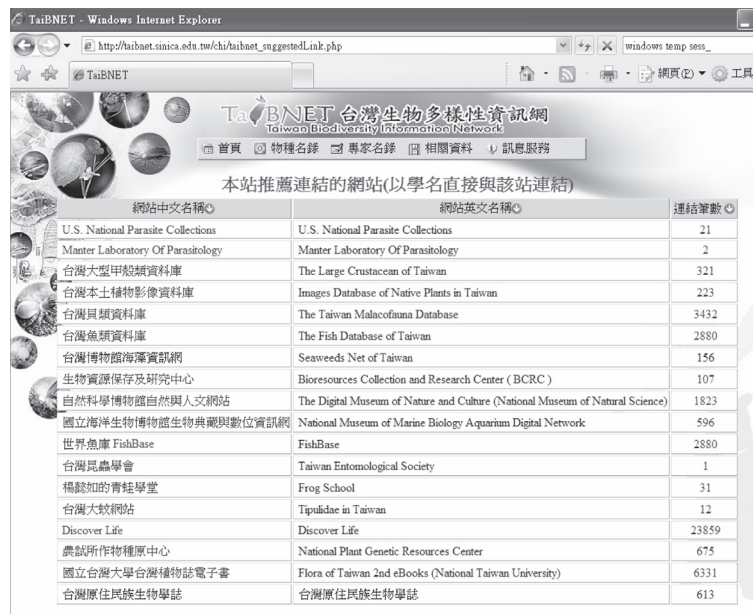 TaiBNET - Windows Internet Explorer
http://taibnet.sinica.edu.tw/chi/taibnet_suggestedLink.php windows temp sess_
TaiBNET 網頁(P) 工具
TaiBNET 台灣生物多樣性資訊網
Taiwan Biodiversity Information Network
首頁 物種名錄 專家名錄 相關資料 訊息服務
本站推薦連結的網站(以學名直接與該站連結)
網站中文名稱 網站英文名稱 連結筆數
U.S. National Parasite Collections U.S. National Parasite Collections 21
Manter Laboratory Of Parasitology Manter Laboratory Of Parasitology 2
台灣大型甲殼類資料庫 The Large Crustacean of Taiwan 321
台灣本土植物影像資料庫 Images Database of Native Plants in Taiwan 223
台灣貝類資料庫 The Taiwan Malacofauna Database 3432
台灣魚類資料庫 The Fish Database of Taiwan 2880
台灣博物館海藻資訊網 Seaweeds Net of Taiwan 156
生物資源保存及研究中心 Bioresources Collection and Research Center ( BCRC ) 107
自然科學博物館自然與人文網站 The Digital Museum of Nature and Culture (National Museum of Natural Science) 1823
國立海洋生物博物館生物典藏與數位資訊網 National Museum of Marine Biology Aquarium Digital Network 596
世界魚庫 FishBase FishBase 2880
台灣昆蟲學會 Taiwan Entomological Society 1
楊懿如的青蛙學堂 Frog School 31
台灣大蚊網站 Tipulidae in Taiwan 12
Discover Life Discover Life 23859
農試所作物種原中心 National Plant Genetic Resources Center 675
國立台灣大學台灣植物誌電子書 Flora of Taiwan 2nd eBooks (National Taiwan University) 6331
台灣原住民族生物學誌 台灣原住民族生物學誌 613